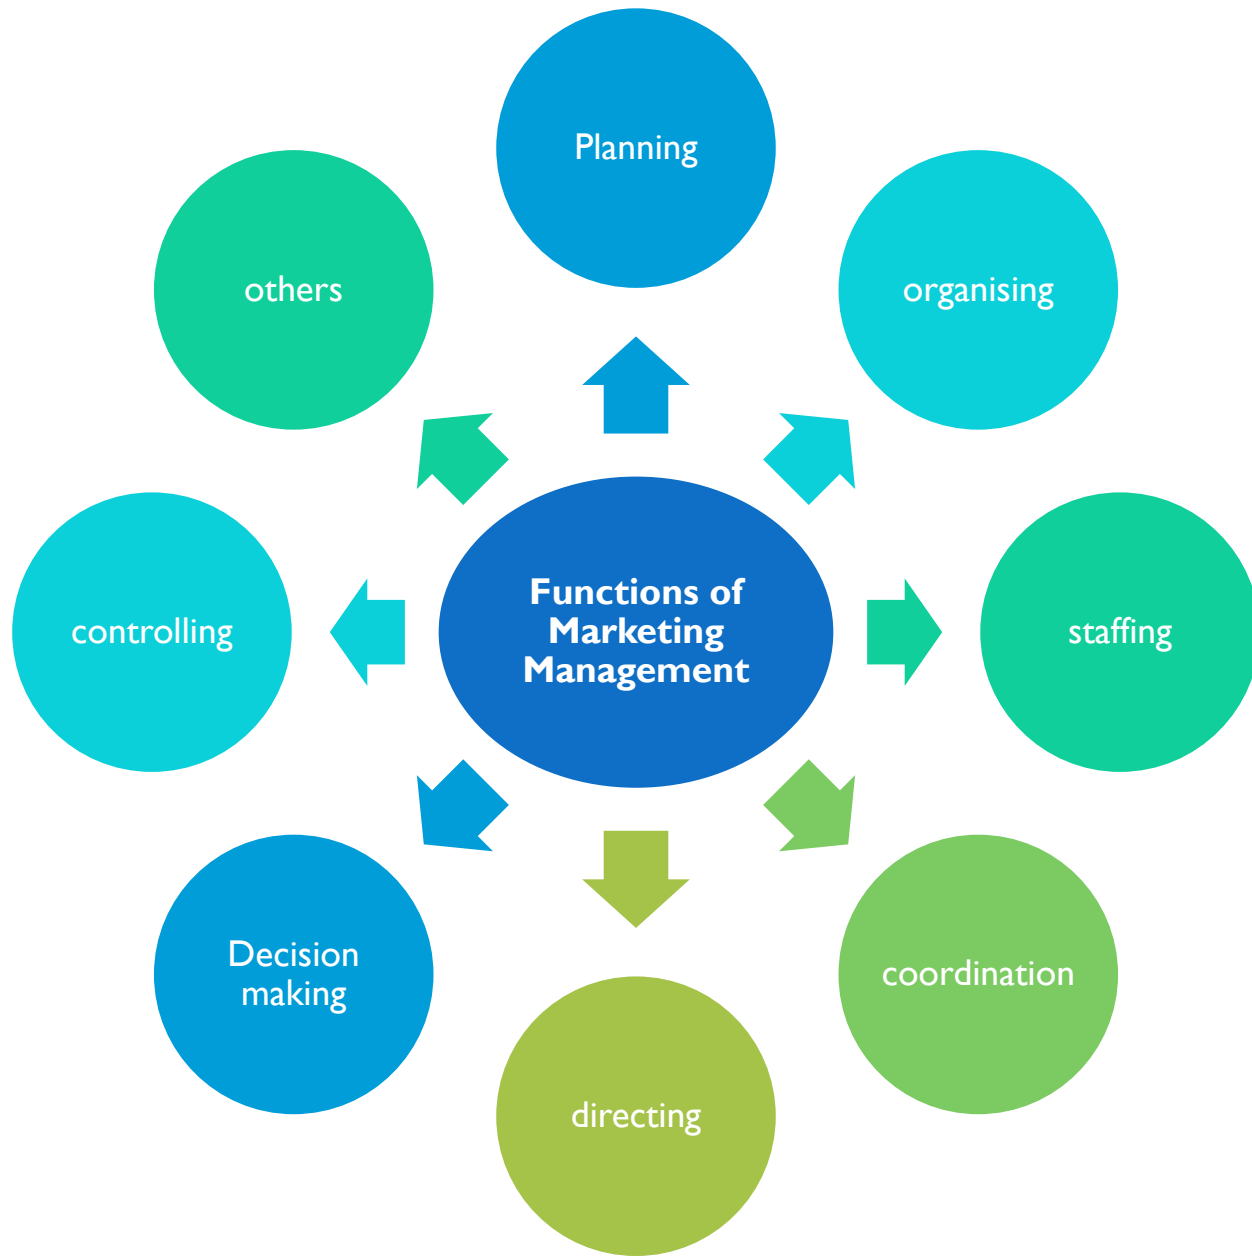 Planning
organising
staffing
coordination
directing
Decision
making
controlling
others
Functions of
Marketing
Management